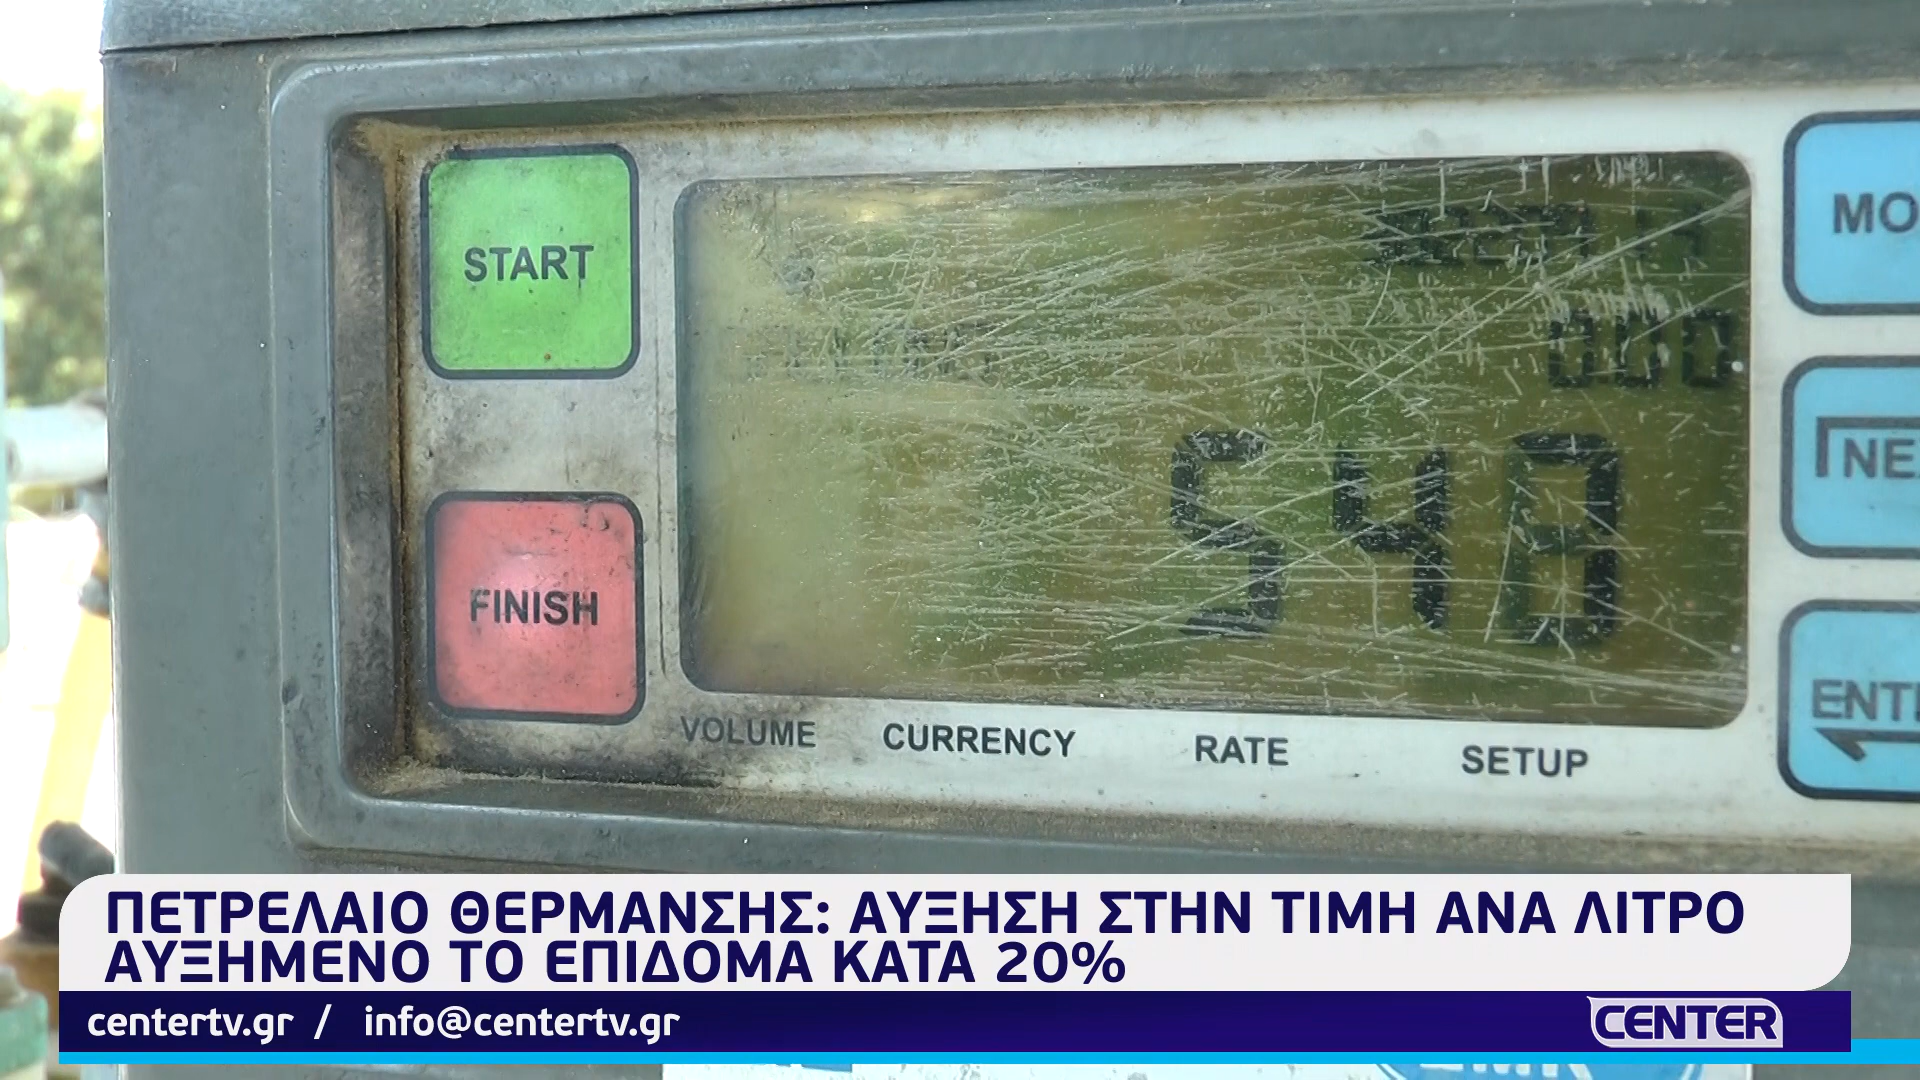 START
MO
000
NE
548
FINISH
ENT
VOLUME CURRENCY RATE SETUP
ΠΕΤΡΕΛΑΙΟ ΘΕΡΜΑΝΣΗΣ: ΑΥΞΗΣΗ ΣΤΗΝ ΤΙΜΗ ΑΝΑ ΛΙΤΡΟ
ΑΥΞΗΜΕΝΟ ΤΟ ΕΠΙΔΟΜΑ ΚΑΤΑ 20%
centertv.gr / info@centertv.gr
CENTER